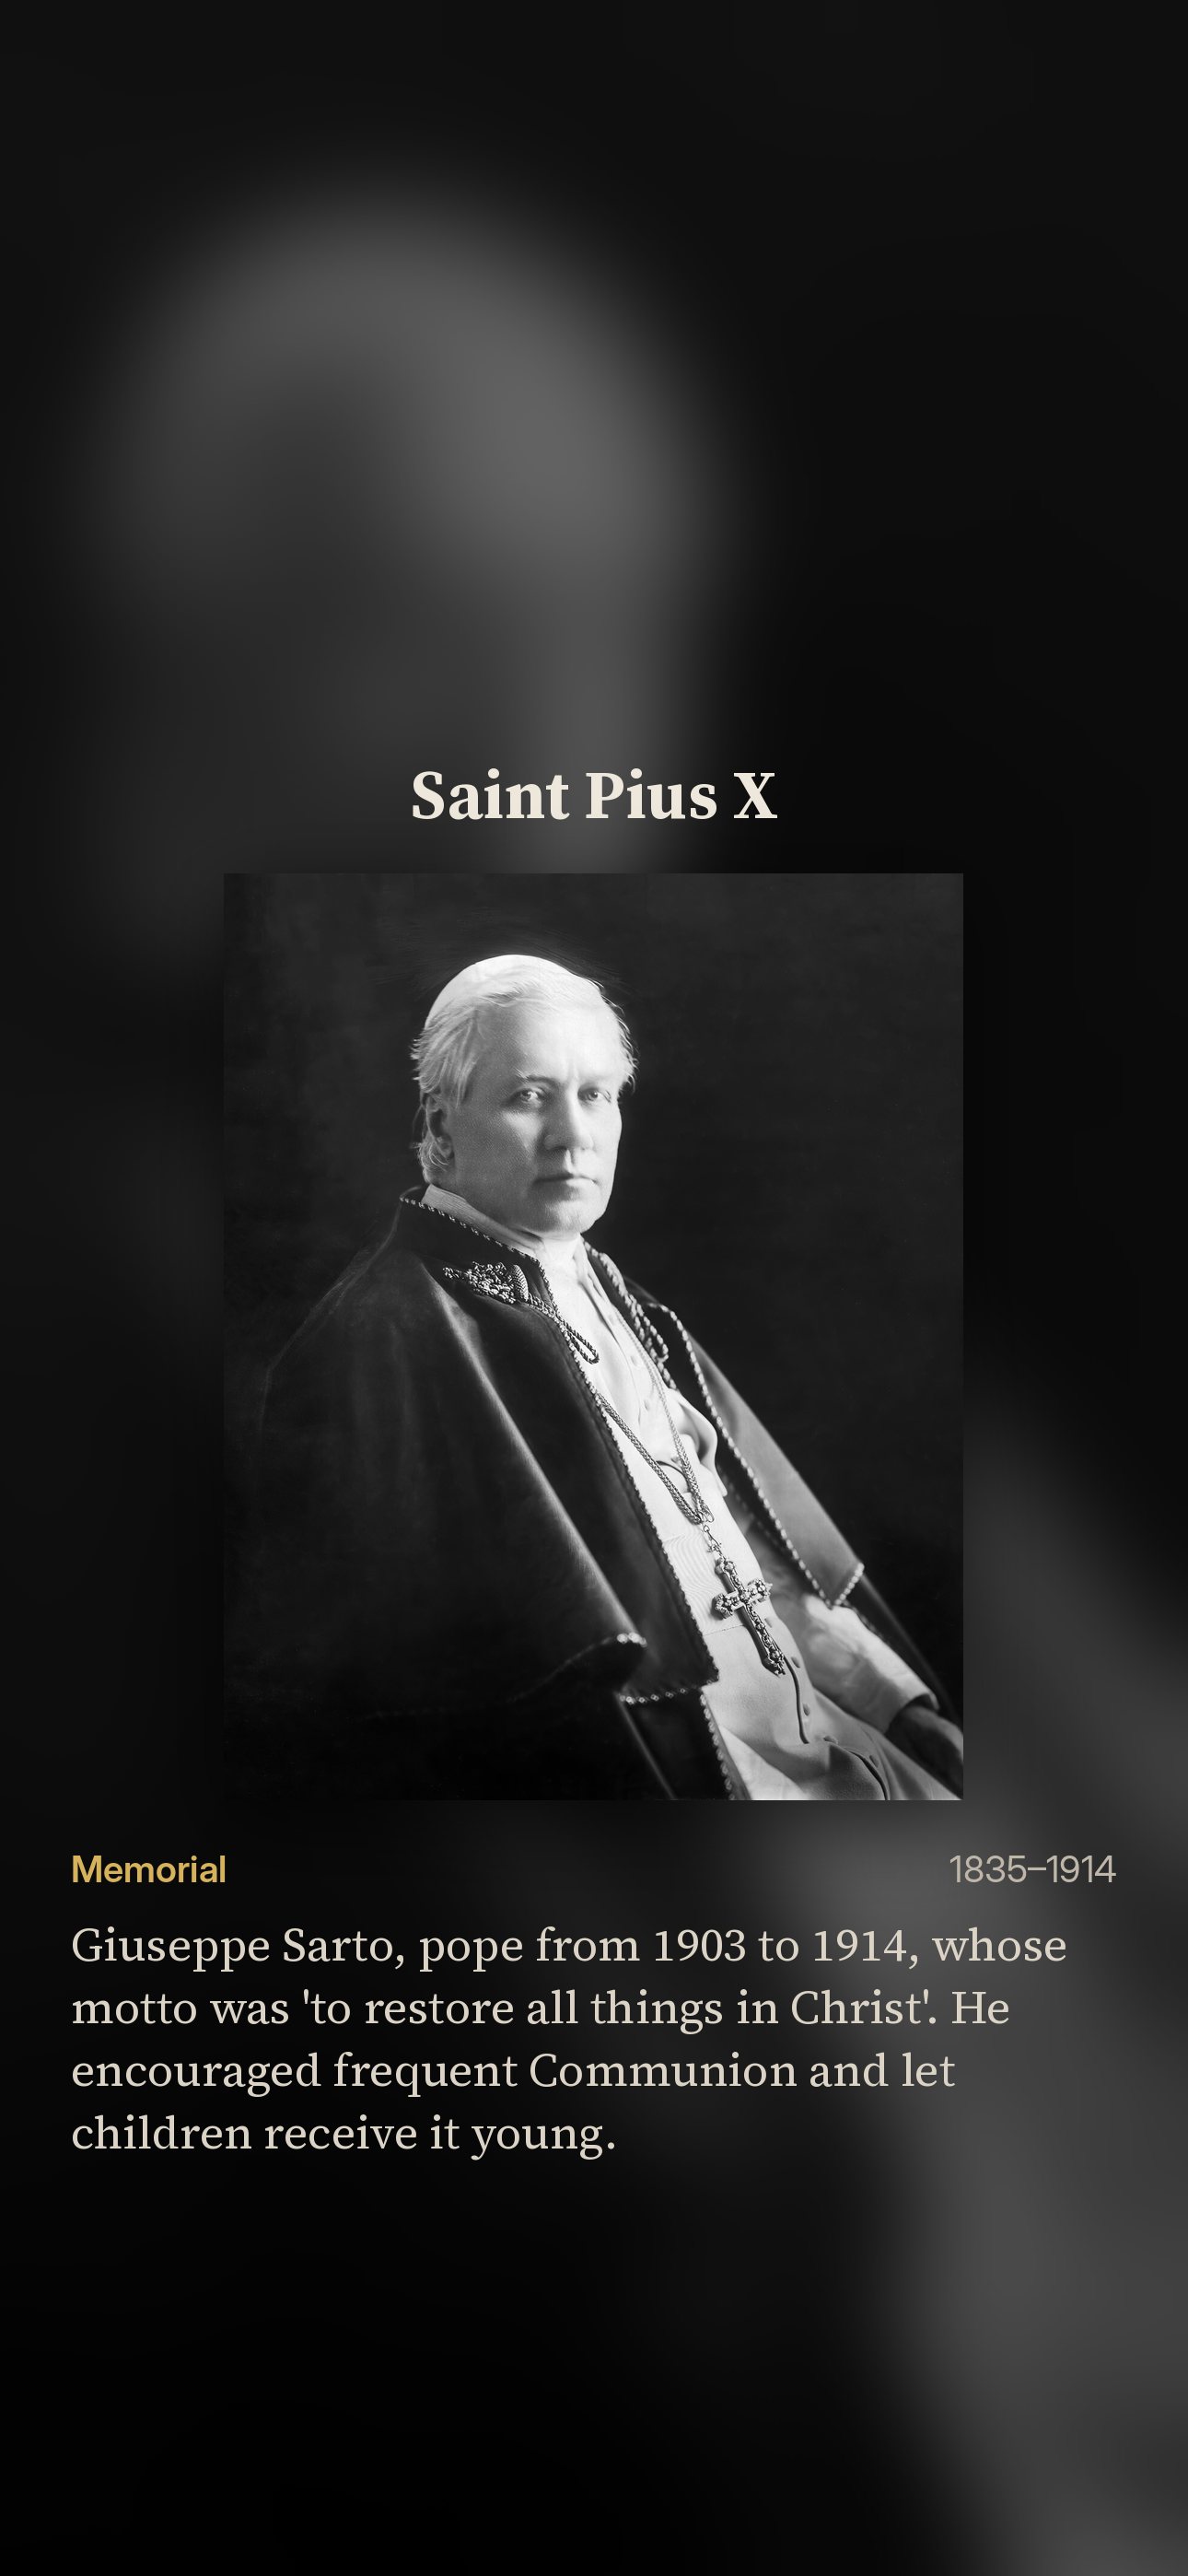 Saint Pius X
Memorial
1835–1914
Giuseppe Sarto, pope from 1903 to 1914, whose
motto was 'to restore all things in Christ'. He
encouraged frequent Communion and let
children receive it young.